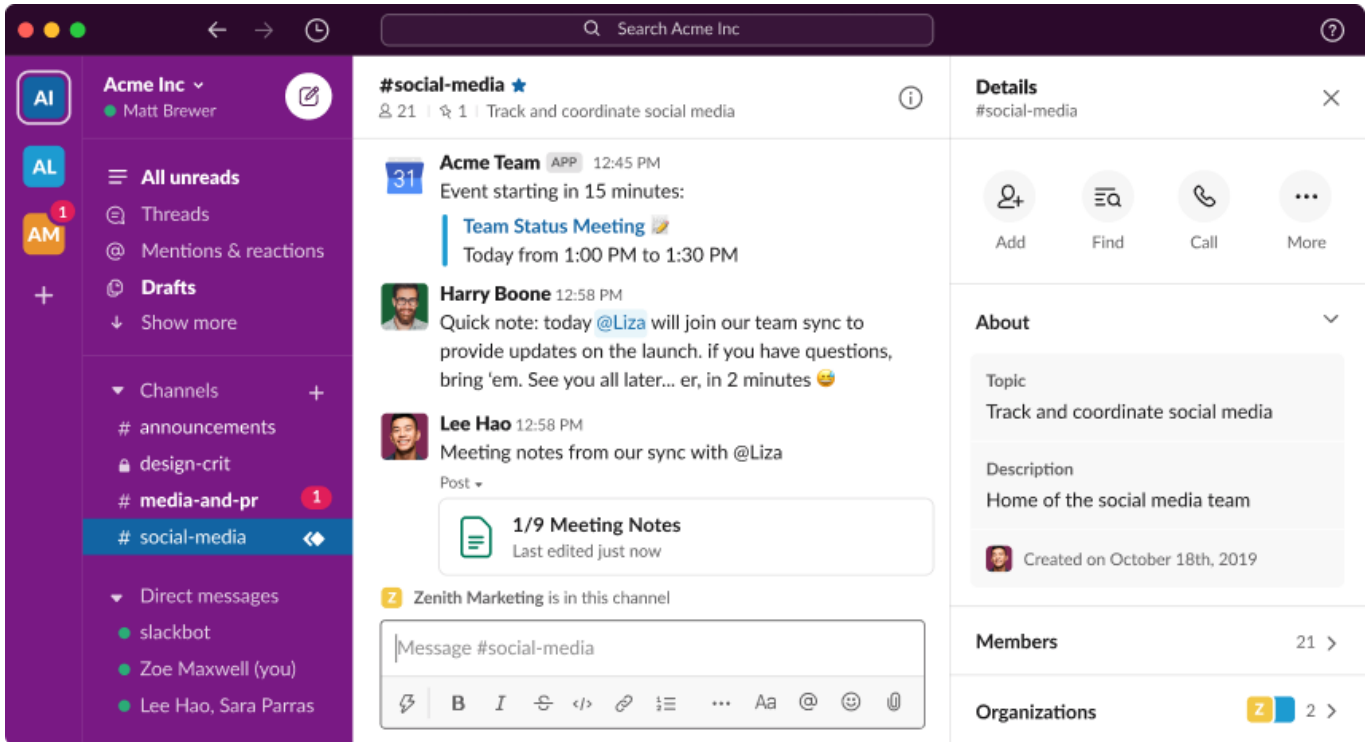 Search Acme Inc
AI
AL
1
AM
Acme Inc
Matt Brewer
All unreads
Threads
Mentions & reactions
Drafts
Show more
Channels
# announcements
design-crit
# media-and-pr 1
# social-media
Direct messages
slackbot
Zoe Maxwell (you)
Lee Hao, Sara Parras
#social-media
21 | 1 | Track and coordinate social media
31
Acme Team APP 12:45 PM
Event starting in 15 minutes:
Team Status Meeting
Today from 1:00 PM to 1:30 PM
Harry Boone 12:58 PM
Quick note: today @Liza will join our team sync to
provide updates on the launch. if you have questions,
bring ‘em. See you all later... er, in 2 minutes 😅
Lee Hao 12:58 PM
Meeting notes from our sync with @Liza
Post
1/9 Meeting Notes
Last edited just now
Z Zenith Marketing is in this channel
Message #social-media
B I S </> ... Aa @
Details
#social-media
Add Find Call More
About
Topic
Track and coordinate social media
Description
Home of the social media team
Created on October 18th, 2019
Members 21
Organizations Z 2